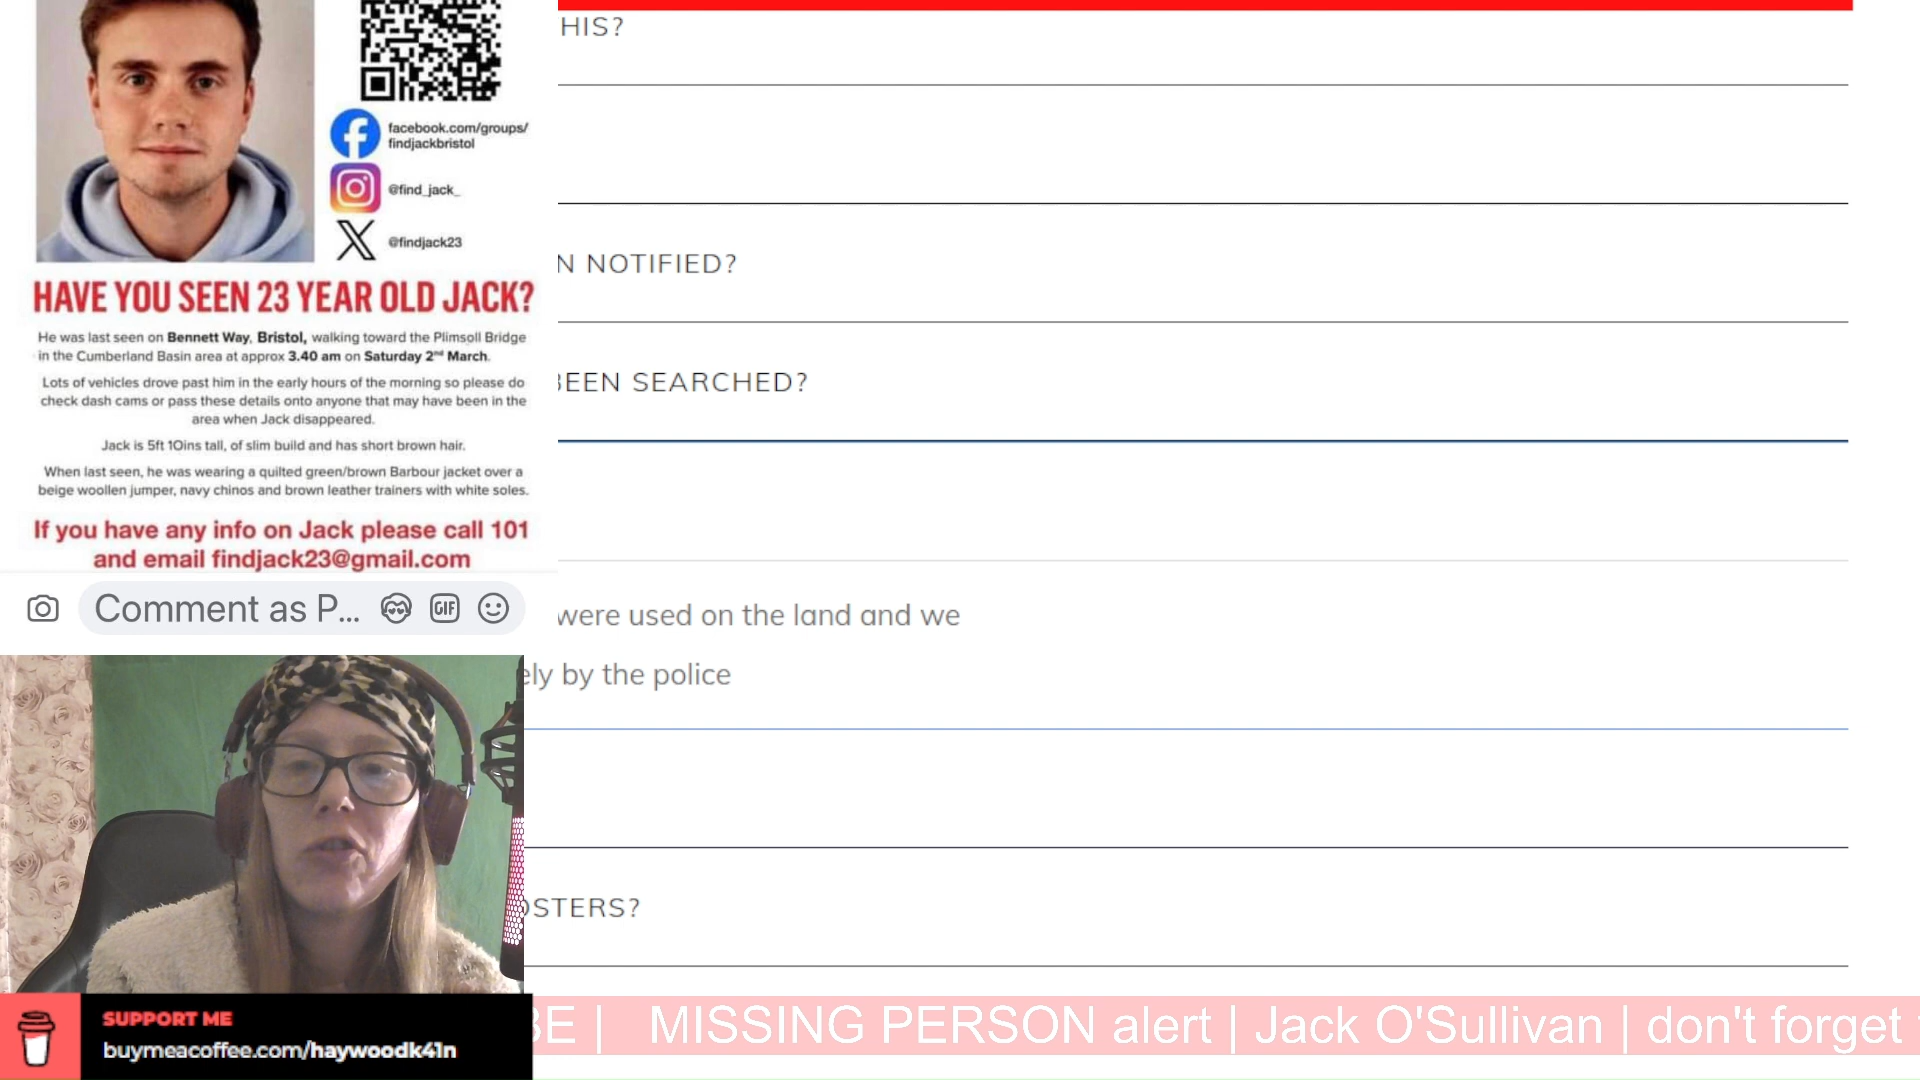 HIS?
facebook.com/groups/
findjackbristol
@find_jack_
@findjack23
N NOTIFIED?
HAVE YOU SEEN 23 YEAR OLD JACK?
He was last seen on Bennett Way, Bristol, walking toward the Plimsoll Bridge
in the Cumberland Basin area at approx 3.40 am on Saturday 2nd March.
Lots of vehicles drove past him in the early hours of the morning so please do
check dash cams or pass these details onto anyone that may have been in the
area when Jack disappeared.
Jack is 5ft 10ins tall, of slim build and has short brown hair.
When last seen, he was wearing a quilted green/brown Barbour jacket over a
beige woollen jumper, navy chinos and brown leather trainers with white soles.
If you have any info on Jack please call 101
and email findjack23@gmail.com
BEEN SEARCHED?
Comment as P...
GIF
were used on the land and we
ely by the police
OSTERS?
SUPPORT ME
buymeacoffee.com/haywoodk41n
BE | MISSING PERSON alert | Jack O'Sullivan | don't forget